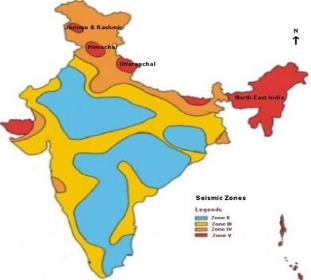 Jammu & Kashmir
Himachal
N
Uttaranchal
North East India
Seismic Zones
Legends
Zone II
Zone III
Zone IV
Zone V